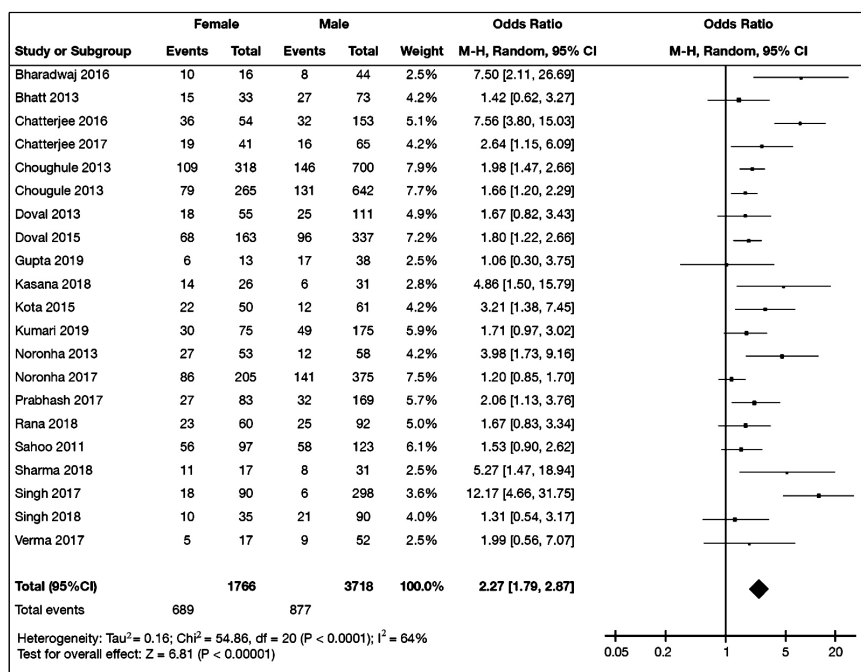 Female Male Odds Ratio Odds Ratio
Study or Subgroup Events Total Events Total Weight M-H, Random, 95% CI M-H, Random, 95% CI
Bharadwaj 2016 10 16 8 44 2.5% 7.50 [2.11, 26.69]
Bhatt 2013 15 33 27 73 4.2% 1.42 [0.62, 3.27]
Chatterjee 2016 36 54 32 153 5.1% 7.56 [3.80, 15.03]
Chatterjee 2017 19 41 16 65 4.2% 2.64 [1.15, 6.09]
Choughule 2013 109 318 146 700 7.9% 1.98 [1.47, 2.66]
Chougule 2013 79 265 131 642 7.7% 1.66 [1.20, 2.29]
Doval 2013 18 55 25 111 4.9% 1.67 [0.82, 3.43]
Doval 2015 68 163 96 337 7.1% 1.80 [1.22, 2.66]
Gupta 2019 6 13 17 38 2.5% 1.06 [0.30, 3.75]
Kasana 2018 14 26 6 31 2.8% 4.86 [1.50, 15.79]
Kota 2015 22 50 12 61 4.2% 3.21 [1.38, 7.45]
Kumari 2019 30 75 49 175 5.9% 1.71 [0.97, 3.02]
Noronha 2013 27 53 12 58 4.2% 3.98 [1.73, 9.16]
Noronha 2017 86 205 141 375 7.5% 1.20 [0.85, 1.70]
Prabhash 2017 27 83 32 169 5.7% 2.06 [1.13, 3.76]
Rana 2018 23 60 25 92 5.0% 1.67 [0.83, 3.34]
Sahoo 2011 56 97 58 123 6.1% 1.53 [0.90, 2.62]
Sharma 2018 11 17 8 31 2.5% 5.27 [1.47, 18.94]
Singh 2017 18 90 6 298 3.6% 12.17 [4.66, 31.75]
Singh 2018 10 35 21 90 4.0% 1.31 [0.54, 3.17]
Verma 2017 5 17 9 52 2.5% 1.99 [0.56, 7.07]
Total (95%CI) 1766 3718 100.0% 2.27 [1.79, 2.87]
Total events 689 877
Heterogeneity: Tau² = 0.16; Chi² = 54.86, df = 20 (P < 0.0001); I² = 64%
Test for overall effect: Z = 6.81 (P < 0.00001)
0.05 0.2 1 5 20